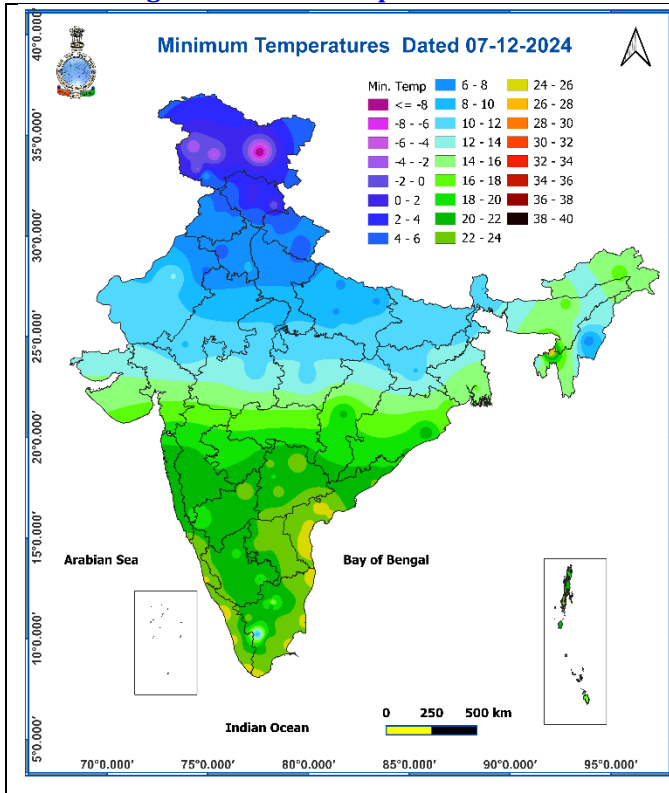 Minimum Temperatures Dated 07-12-2024
Min. Temp
<= -8
-8 - -6
-6 - -4
-4 - -2
-2 - 0
0 - 2
2 - 4
4 - 6
6 - 8
8 - 10
10 - 12
12 - 14
14 - 16
16 - 18
18 - 20
20 - 22
22 - 24
24 - 26
26 - 28
28 - 30
30 - 32
32 - 34
34 - 36
36 - 38
38 - 40
40°0.000'
35°0.000'
30°0.000'
25°0.000'
20°0.000'
15°0.000'
10°0.000'
5°0.000'
Arabian Sea
Bay of Bengal
Indian Ocean
0 250 500 km
70°0.000' 75°0.000' 80°0.000' 85°0.000' 90°0.000' 95°0.000'